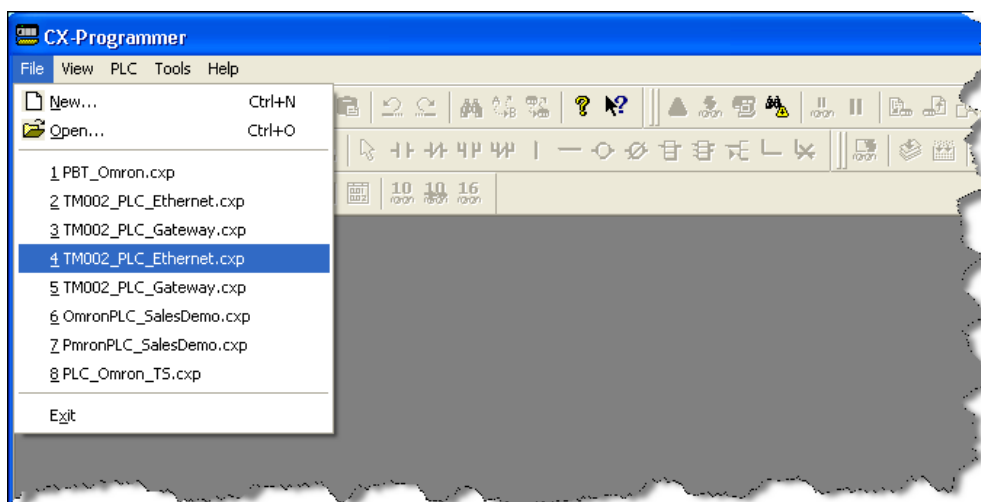 CX-Programmer
File View PLC Tools Help
New... Ctrl+N
Open... Ctrl+O
1 PBT_Omron.cxp
2 TM002_PLC_Ethernet.cxp
3 TM002_PLC_Gateway.cxp
4 TM002_PLC_Ethernet.cxp
5 TM002_PLC_Gateway.cxp
6 OmronPLC_SalesDemo.cxp
7 PmronPLC_SalesDemo.cxp
8 PLC_Omron_TS.cxp
Exit
10 10 16